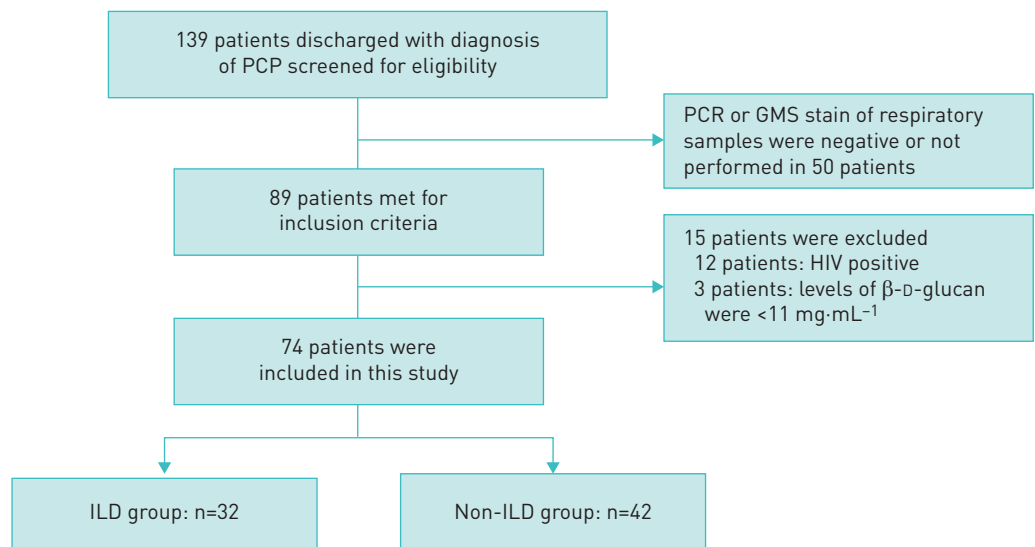 139 patients discharged with diagnosis
of PCP screened for eligibility
PCR or GMS stain of respiratory
samples were negative or not
performed in 50 patients
89 patients met for
inclusion criteria
15 patients were excluded
12 patients: HIV positive
3 patients: levels of β-D-glucan
were <11 mg·mL⁻¹
74 patients were
included in this study
ILD group: n=32
Non-ILD group: n=42